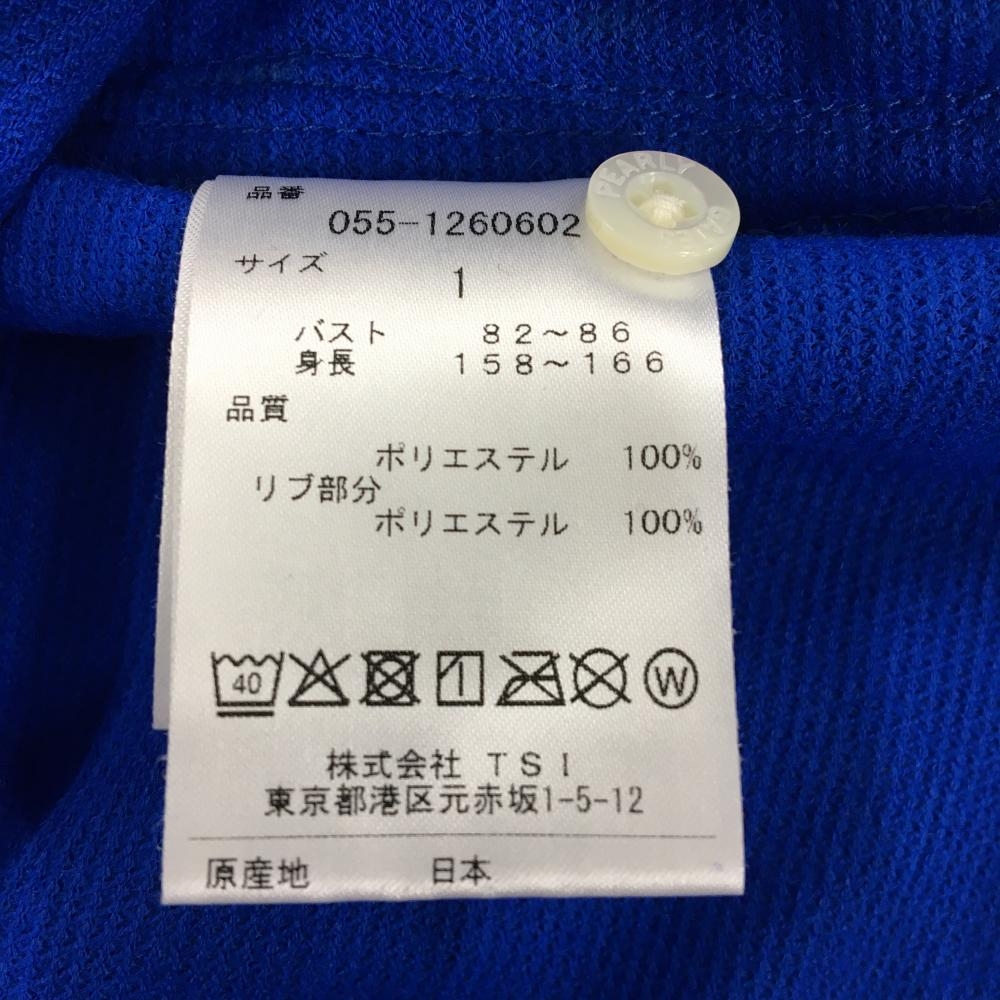 品番
055-1260602
サイズ
1
バスト 82～86
身長 158～166
品質
ポリエステル 100%
リブ部分
ポリエステル 100%
40
W
株式会社 TSI
東京都港区元赤坂1-5-12
原産地 日本
PEARLY
GATES